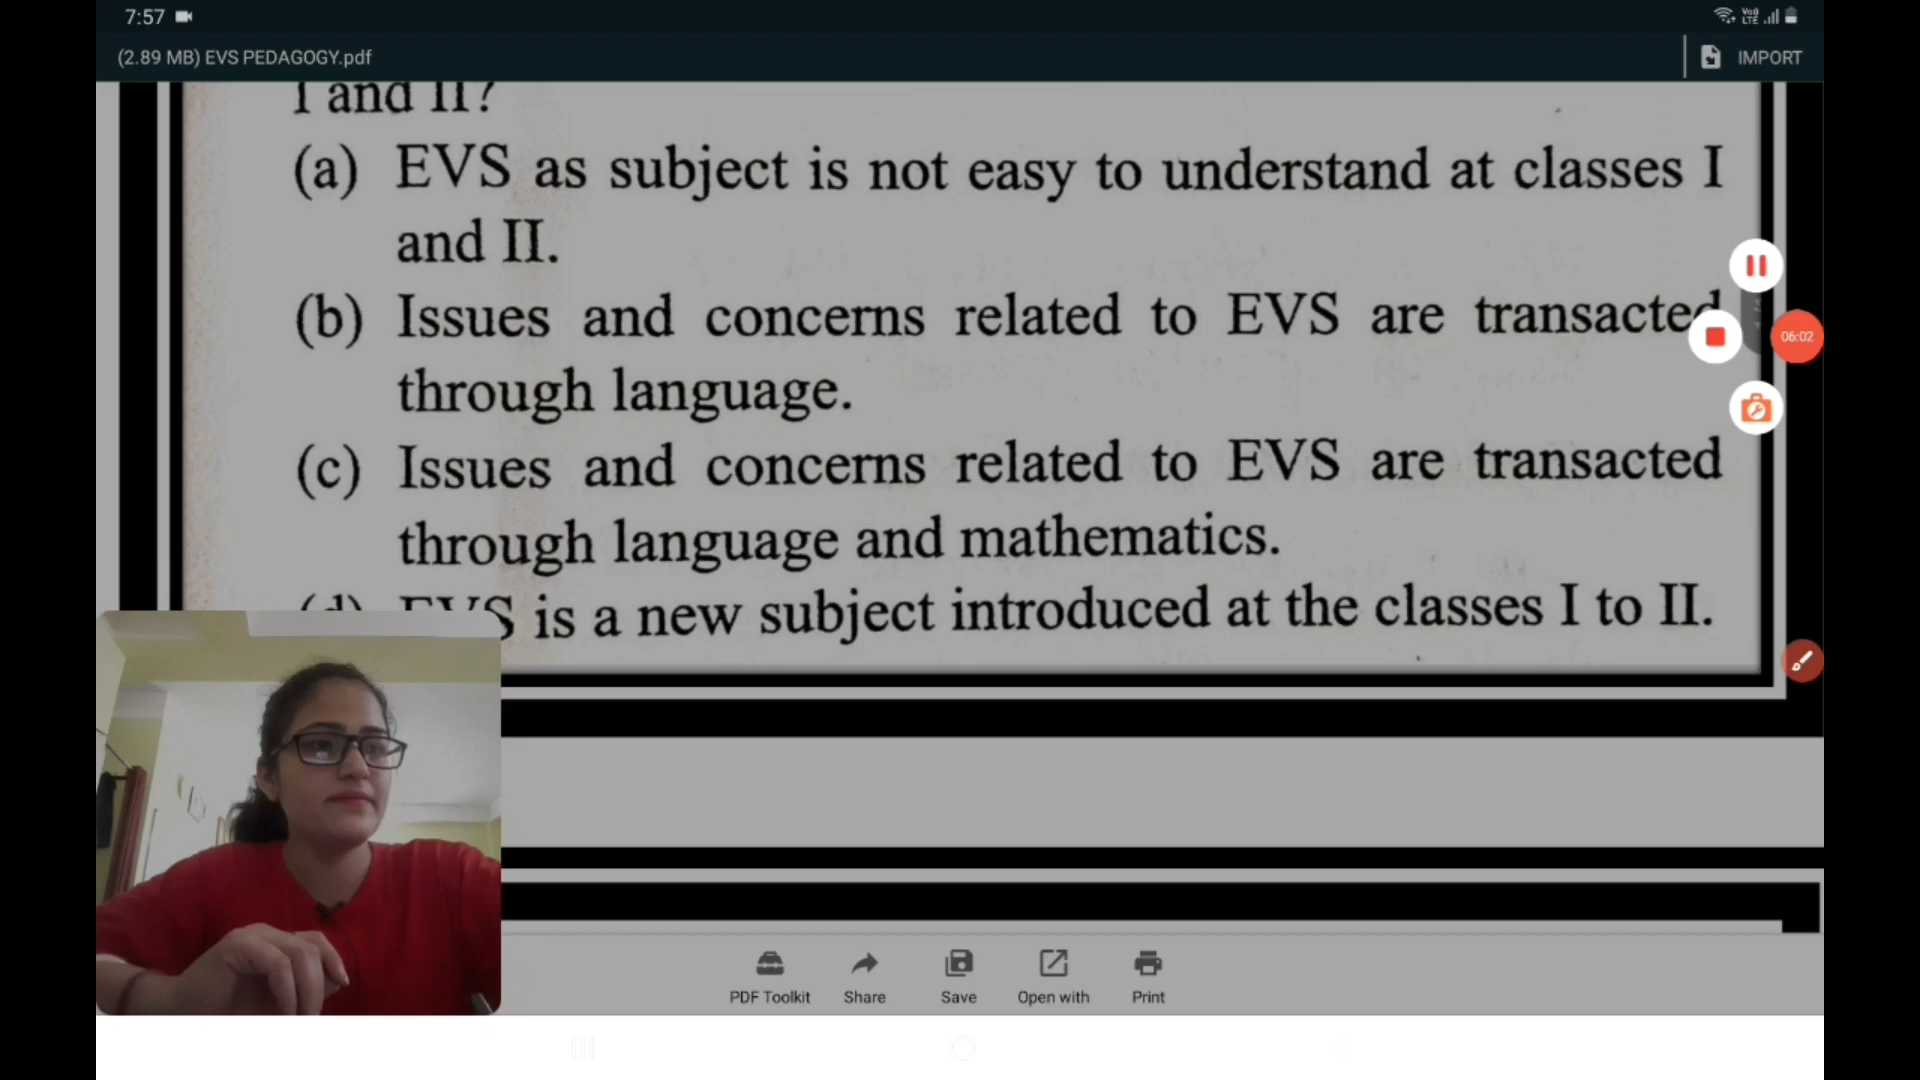 7:57
(2.89 MB) EVS PEDAGOGY.pdf
IMPORT
I and II?
(a) EVS as subject is not easy to understand at classes I
and II.
(b) Issues and concerns related to EVS are transacted
through language.
06:02
(c) Issues and concerns related to EVS are transacted
through language and mathematics.
(d) EVS is a new subject introduced at the classes I to II.
PDF Toolkit
Share
Save
Open with
Print